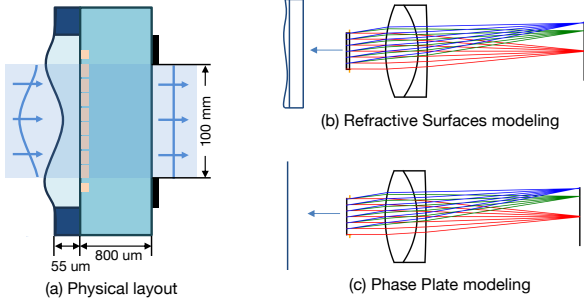 100 mm
55 um
800 um
(a) Physical layout
(b) Refractive Surfaces modeling
(c) Phase Plate modeling